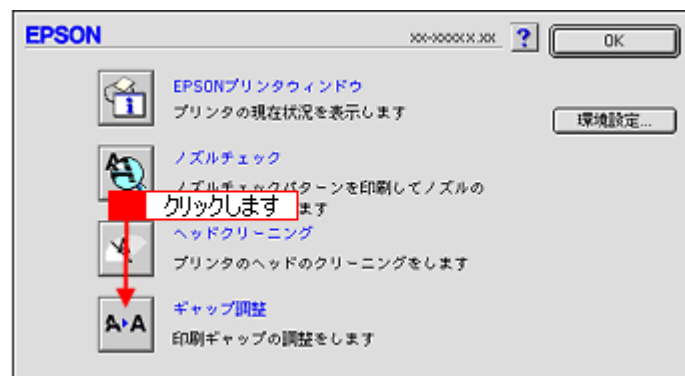 EPSON
XX-XXXX(X.XX
?
OK
EPSONプリンタウィンドウ
プリンタの現在状況を表示します
環境設定...
ノズルチェック
ノズルチェックパターンを印刷してノズルの
ます
クリックします
ヘッドクリーニング
プリンタのヘッドのクリーニングをします
A▸A
ギャップ調整
印刷ギャップの調整をします